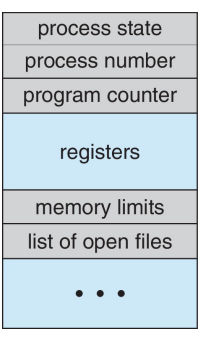 process state
process number
program counter
registers
memory limits
list of open files
• • •